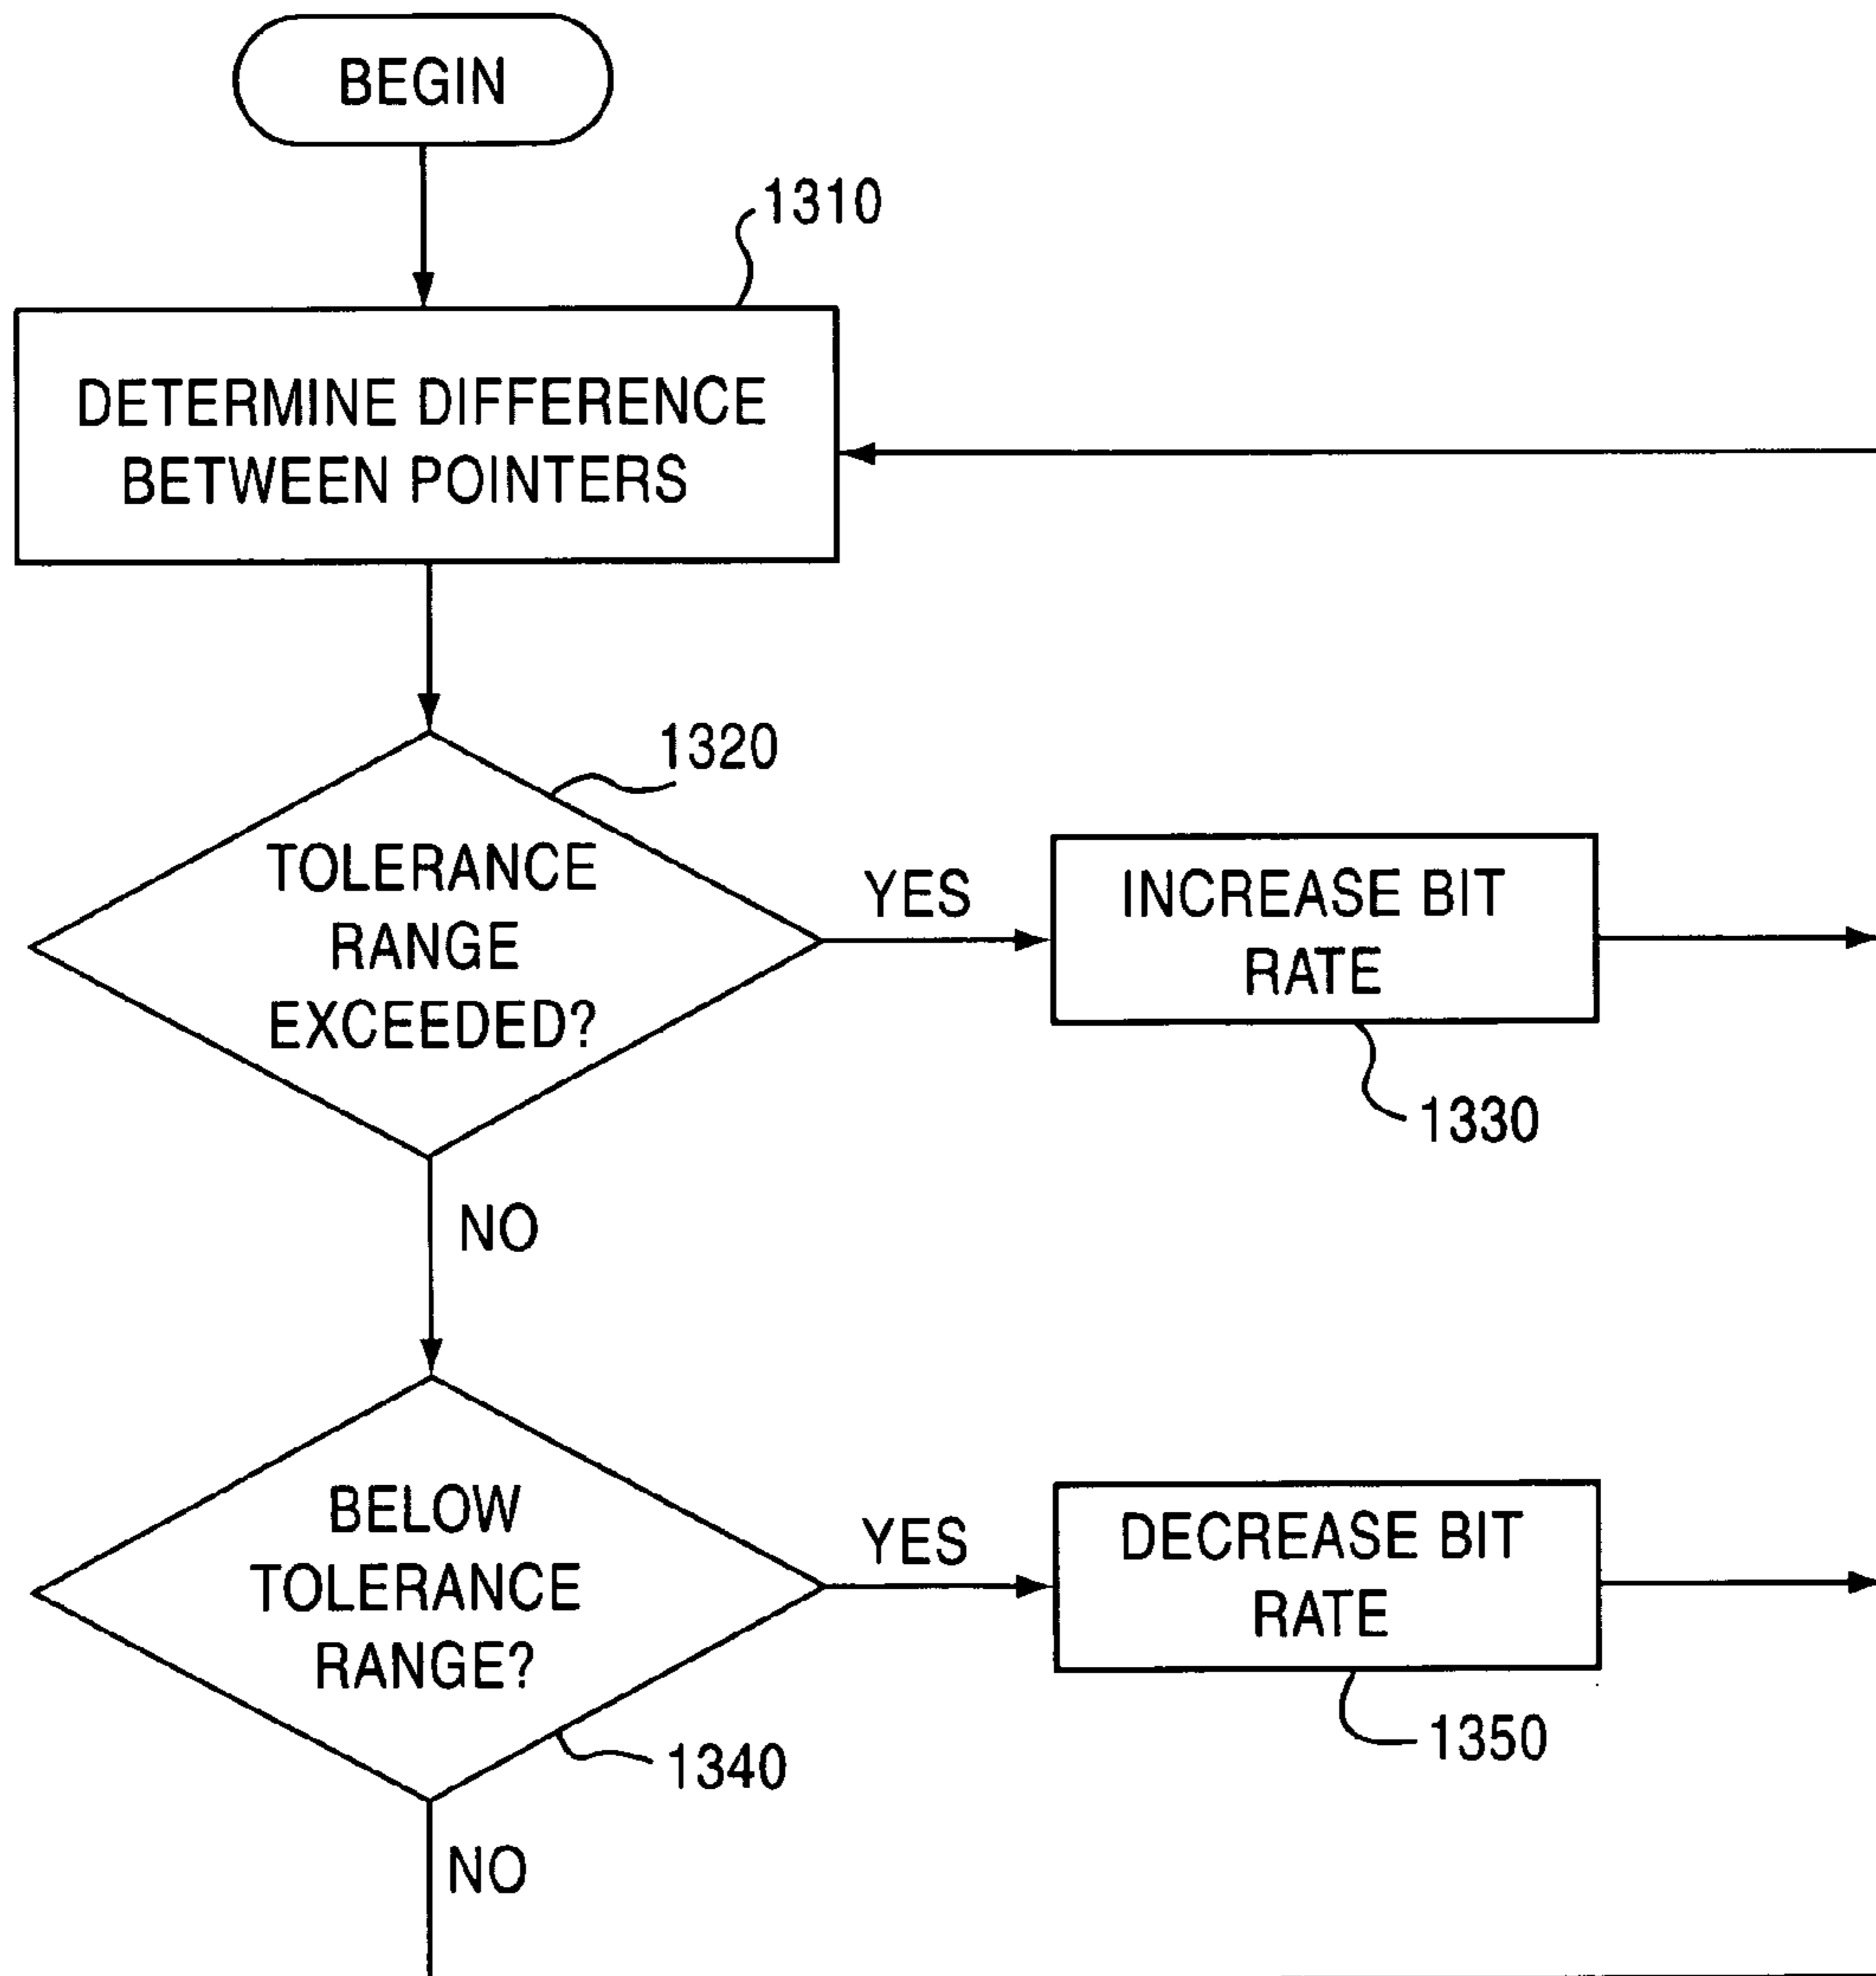 BEGIN
1310
DETERMINE DIFFERENCE
BETWEEN POINTERS
1320
TOLERANCE
RANGE
EXCEEDED?
YES
INCREASE BIT
RATE
1330
NO
BELOW
TOLERANCE
RANGE?
YES
DECREASE BIT
RATE
1350
1340
NO